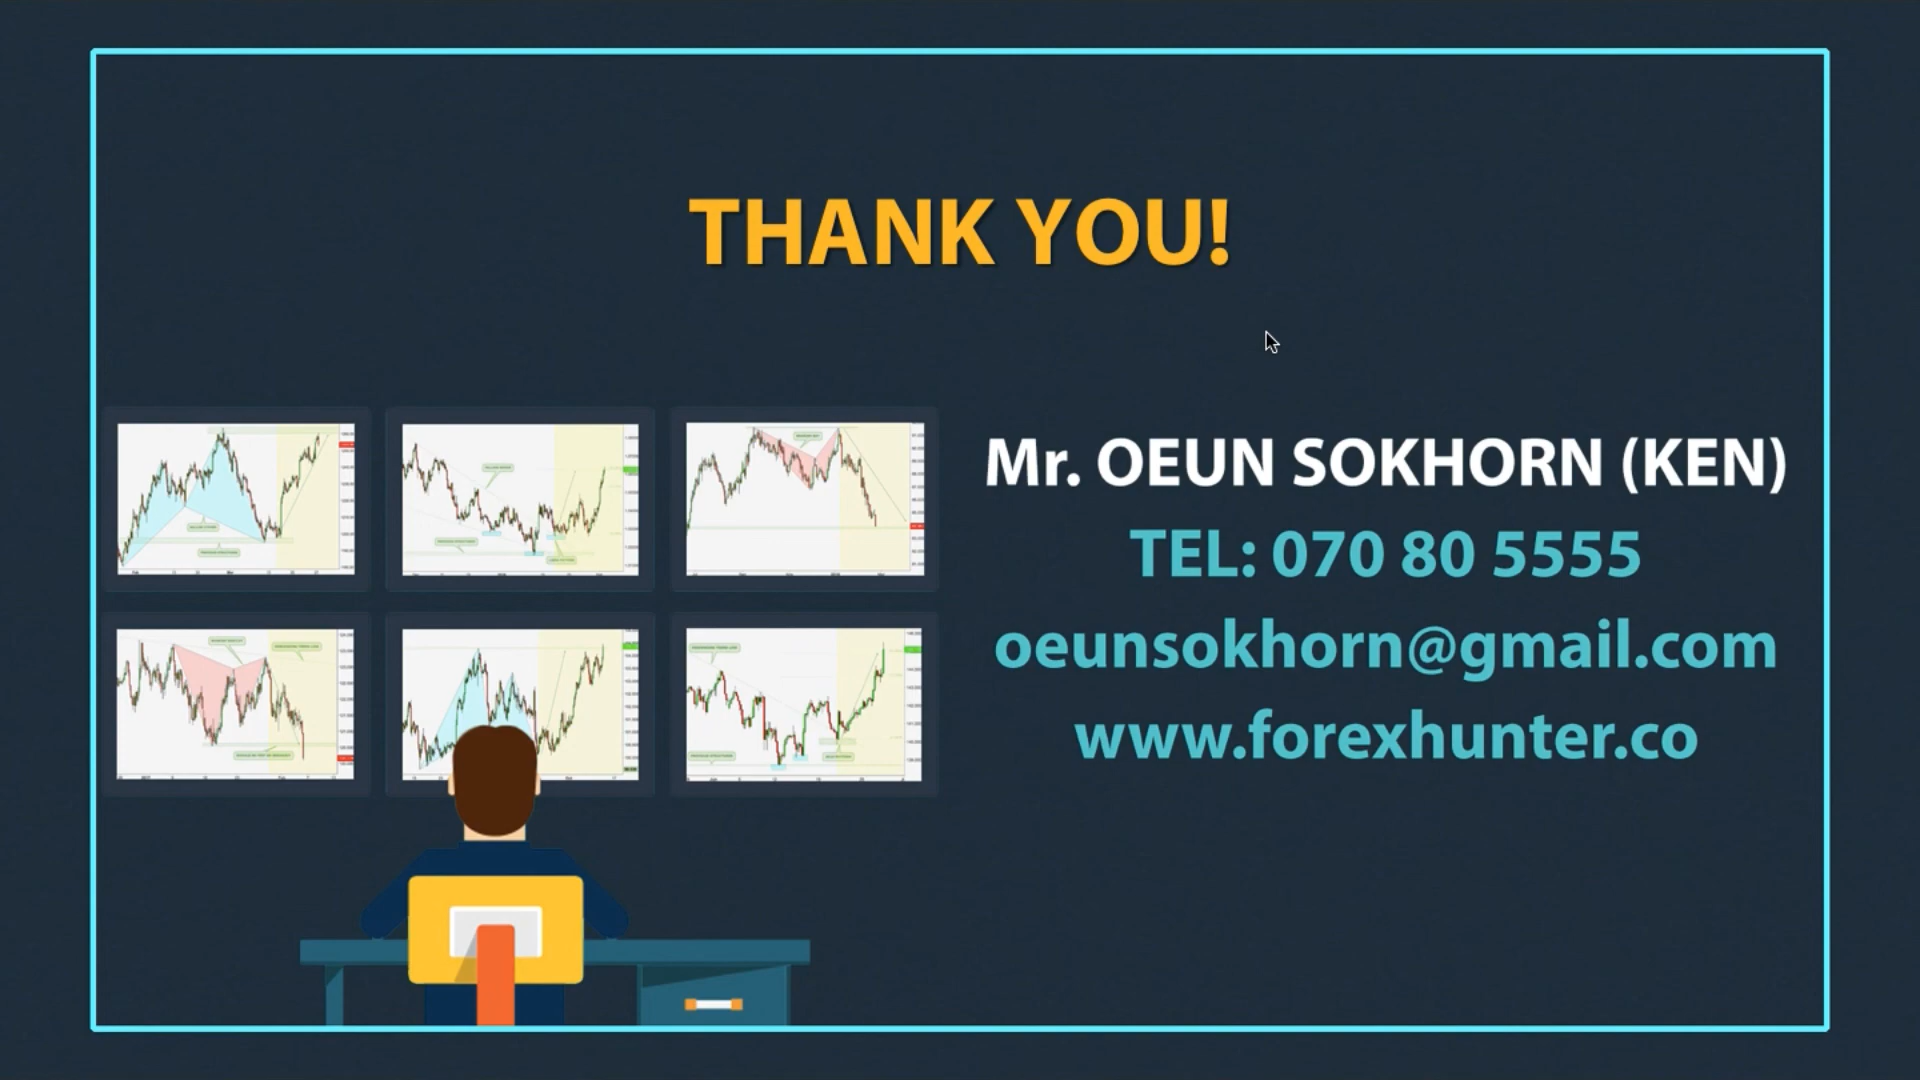 THANK YOU!
Mr. OEUN SOKHORN (KEN)
TEL: 070 80 5555
oeunsokhorn@gmail.com
www.forexhunter.co